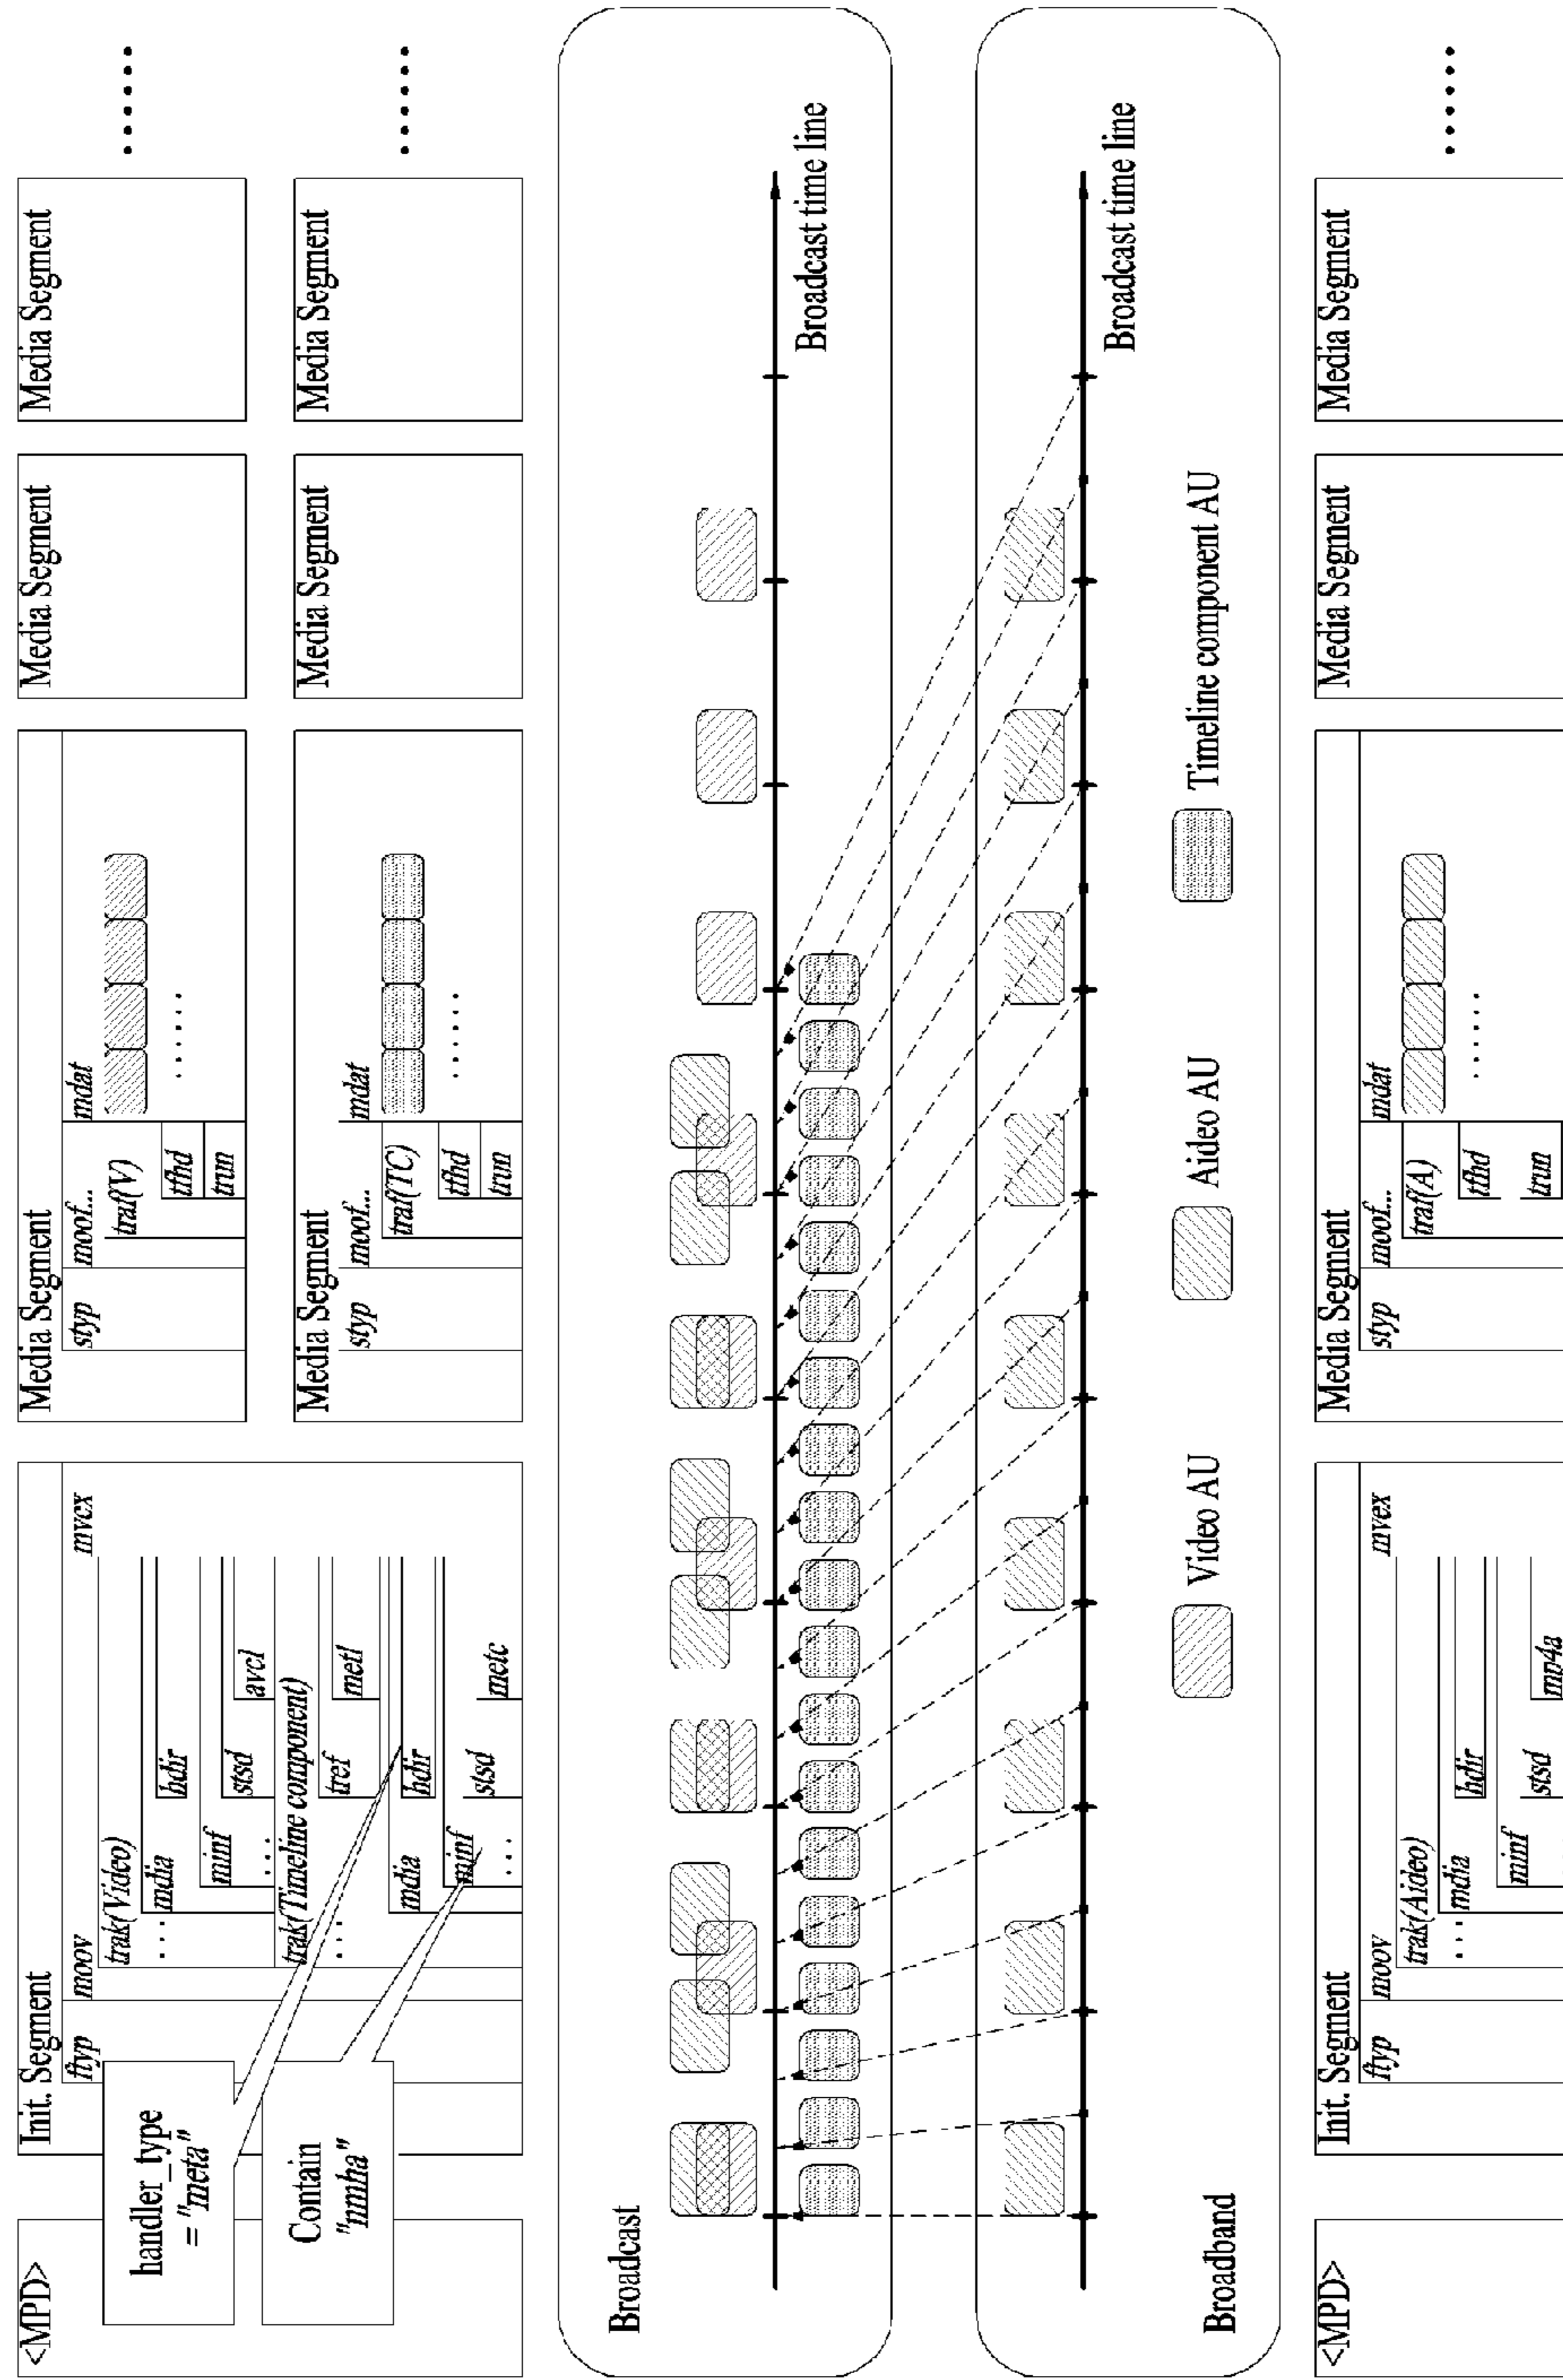 <MPD>
handler_type
= "meta"
Contain
"nmha"
Init. Segment
ftyp
moov
mvex
trak(Video)
...
mdia
hdir
minf
...
stsd
avcl
trak(Timeline component)
...
tref
metl
mdia
hdir
minf
...
stsd
metc
Media Segment
styp
moof...
mdat
traf(V)
tfhd
trun
......
Media Segment
Media Segment
......
Media Segment
styp
moof...
mdat
traf(TC)
tfhd
trun
......
Media Segment
Media Segment
......
Broadcast
Broadcast time line
Broadcast time line
Broadband
Video AU
Aideo AU
Timeline component AU
<MPD>
Init. Segment
ftyp
moov
mvex
trak(Aideo)
...
mdia
hdir
minf
stsd
mp4a
Media Segment
styp
moof...
mdat
traf(A)
tfhd
trun
......
Media Segment
Media Segment
......